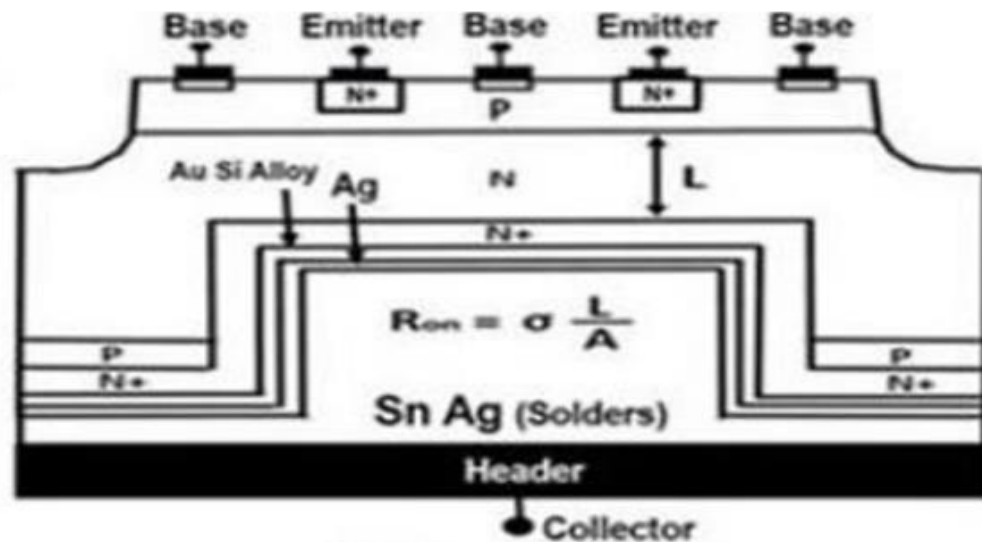 Base Emitter Base Emitter Base
N+ N+
P
Au Si Alloy Ag N L
N+
Ron = σ L/A
P P
N+ N+
Sn Ag (Solders)
Header
Collector